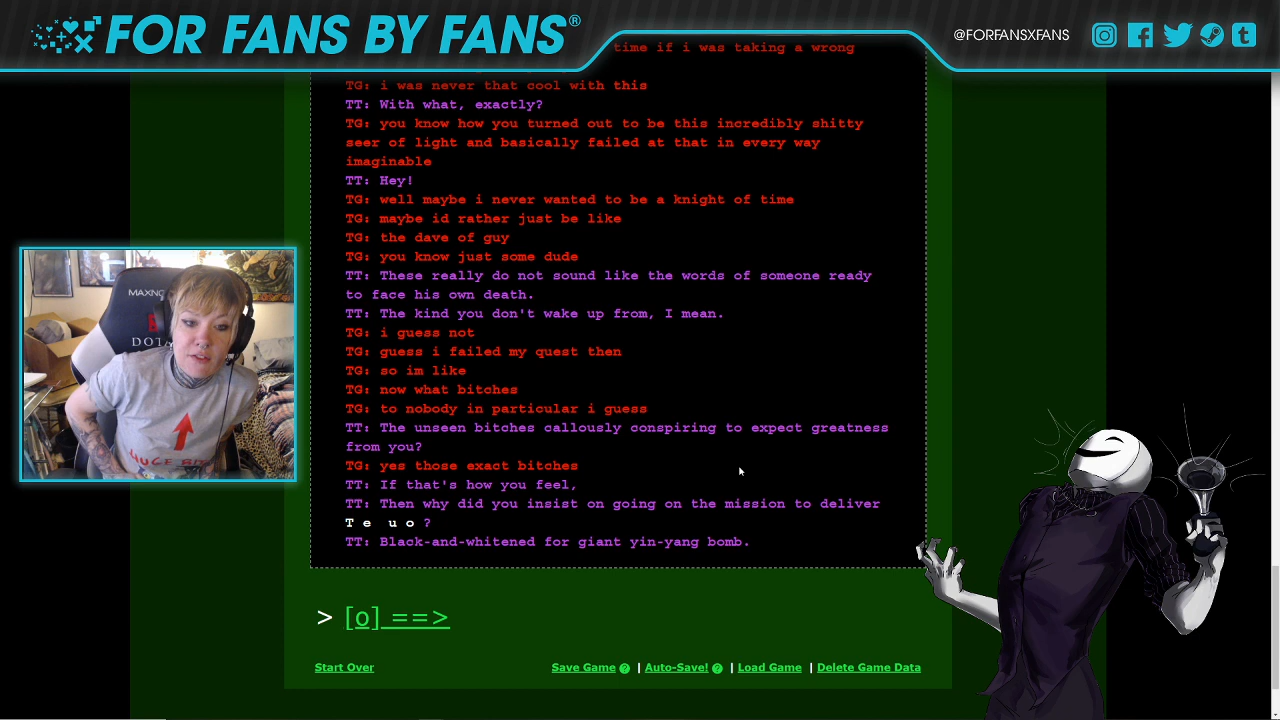 FOR FANS BY FANS®
@FORFANSXFANS
time if i was taking a wrong
TG: i was never that cool with this
TT: With what, exactly?
TG: you know how you turned out to be this incredibly shitty
seer of light and basically failed at that in every way
imaginable
TT: Hey!
TG: well maybe i never wanted to be a knight of time
TG: maybe id rather just be like
TG: the dave of guy
TG: you know just some dude
TT: These really do not sound like the words of someone ready
to face his own death.
TT: The kind you don't wake up from, I mean.
TG: i guess not
TG: guess i failed my quest then
TG: so im like
TG: now what bitches
TG: to nobody in particular i guess
TT: The unseen bitches callously conspiring to expect greatness
from you?
TG: yes those exact bitches
TT: If that's how you feel,
TT: Then why did you insist on going on the mission to deliver
T e  u o ?
TT: Black-and-whitened for giant yin-yang bomb.
> [o] ==>
Start Over
Save Game ? | Auto-Save! ? | Load Game | Delete Game Data
MAXNO